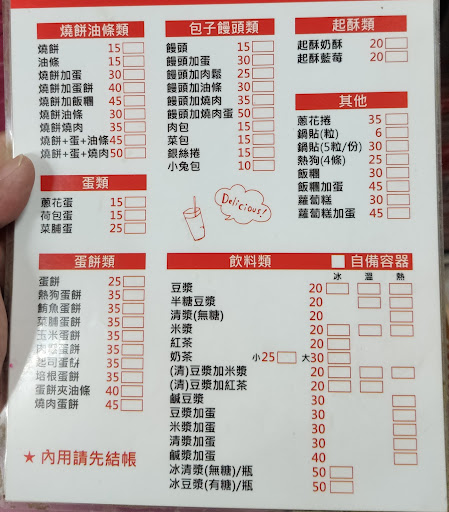 燒餅油條類
燒餅 15
油條 15
燒餅加蛋 30
燒餅加蛋餅 40
燒餅加飯糰 45
燒餅油條 30
燒餅燒肉 35
燒餅+蛋+油條 45
燒餅+蛋+燒肉 50
蛋類
蔥花蛋 15
荷包蛋 15
菜脯蛋 25
蛋餅類
蛋餅 25
熱狗蛋餅 35
鮪魚蛋餅 35
菜脯蛋餅 35
玉米蛋餅 35
蛋餅 35
起司蛋餅 35
培根蛋餅 35
蛋餅夾油條 40
燒肉蛋餅 45
★ 內用請先結帳
包子饅頭類
饅頭 15
饅頭加蛋 30
饅頭加肉鬆 25
饅頭加油條 30
饅頭加燒肉 35
饅頭加燒肉蛋 50
肉包 15
菜包 15
銀絲捲 15
小兔包 10
Delicious!
起酥類
起酥奶酥 20
起酥藍莓 20
其他
蔥花捲 35
鍋貼(粒) 6
鍋貼(5粒/份) 30
熱狗(4條) 25
飯糰 30
飯糰加蛋 45
蘿蔔糕 30
蘿蔔糕加蛋 45
飲料類 自備容器
冰 溫 熱
豆漿 20
半糖豆漿 20
清漿(無糖) 20
米漿 20
紅茶 20
奶茶 小25 大30
(清)豆漿加米漿 20
(清)豆漿加紅茶 20
鹹豆漿 30
豆漿加蛋 30
米漿加蛋 30
清漿加蛋 30
鹹漿加蛋 40
冰清漿(無糖)/瓶 50
冰豆漿(有糖)/瓶 50